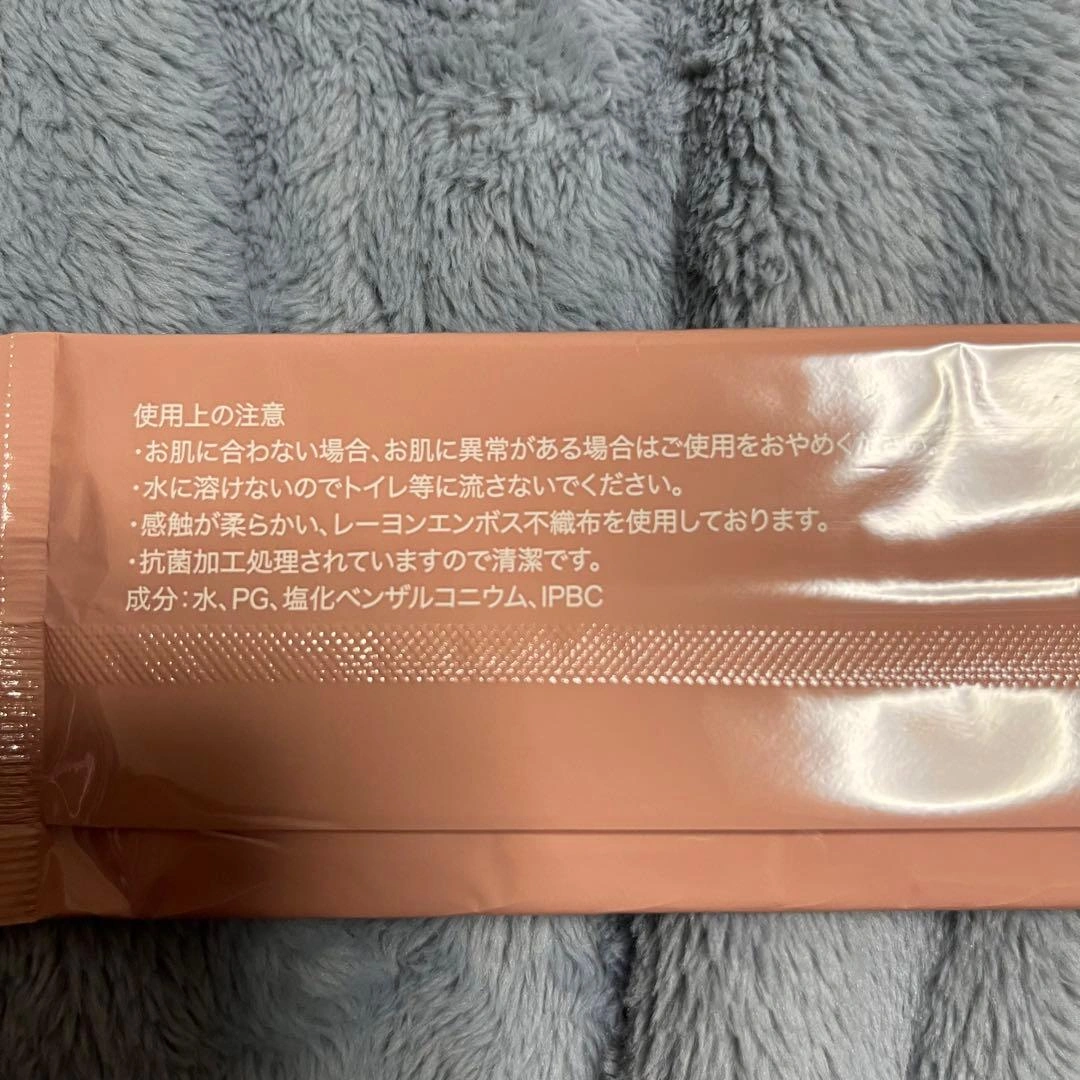 使用上の注意
・お肌に合わない場合、お肌に異常がある場合はご使用をおやめく
・水に溶けないのでトイレ等に流さないでください。
・感触が柔らかい、レーヨンエンボス不織布を使用しております。
・抗菌加工処理されていますので清潔です。
成分：水、PG、塩化ベンザルコニウム、IPBC